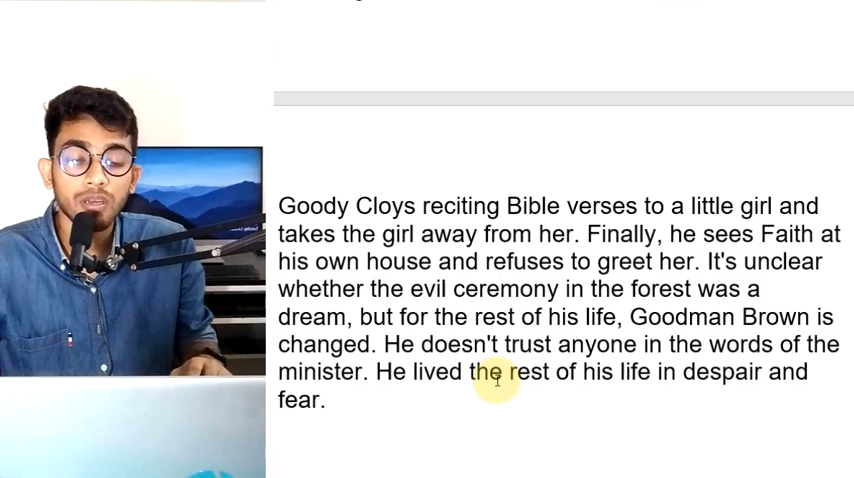 Goody Cloys reciting Bible verses to a little girl and
takes the girl away from her. Finally, he sees Faith at
his own house and refuses to greet her. It's unclear
whether the evil ceremony in the forest was a
dream, but for the rest of his life, Goodman Brown is
changed. He doesn't trust anyone in the words of the
minister. He lived the rest of his life in despair and
fear.